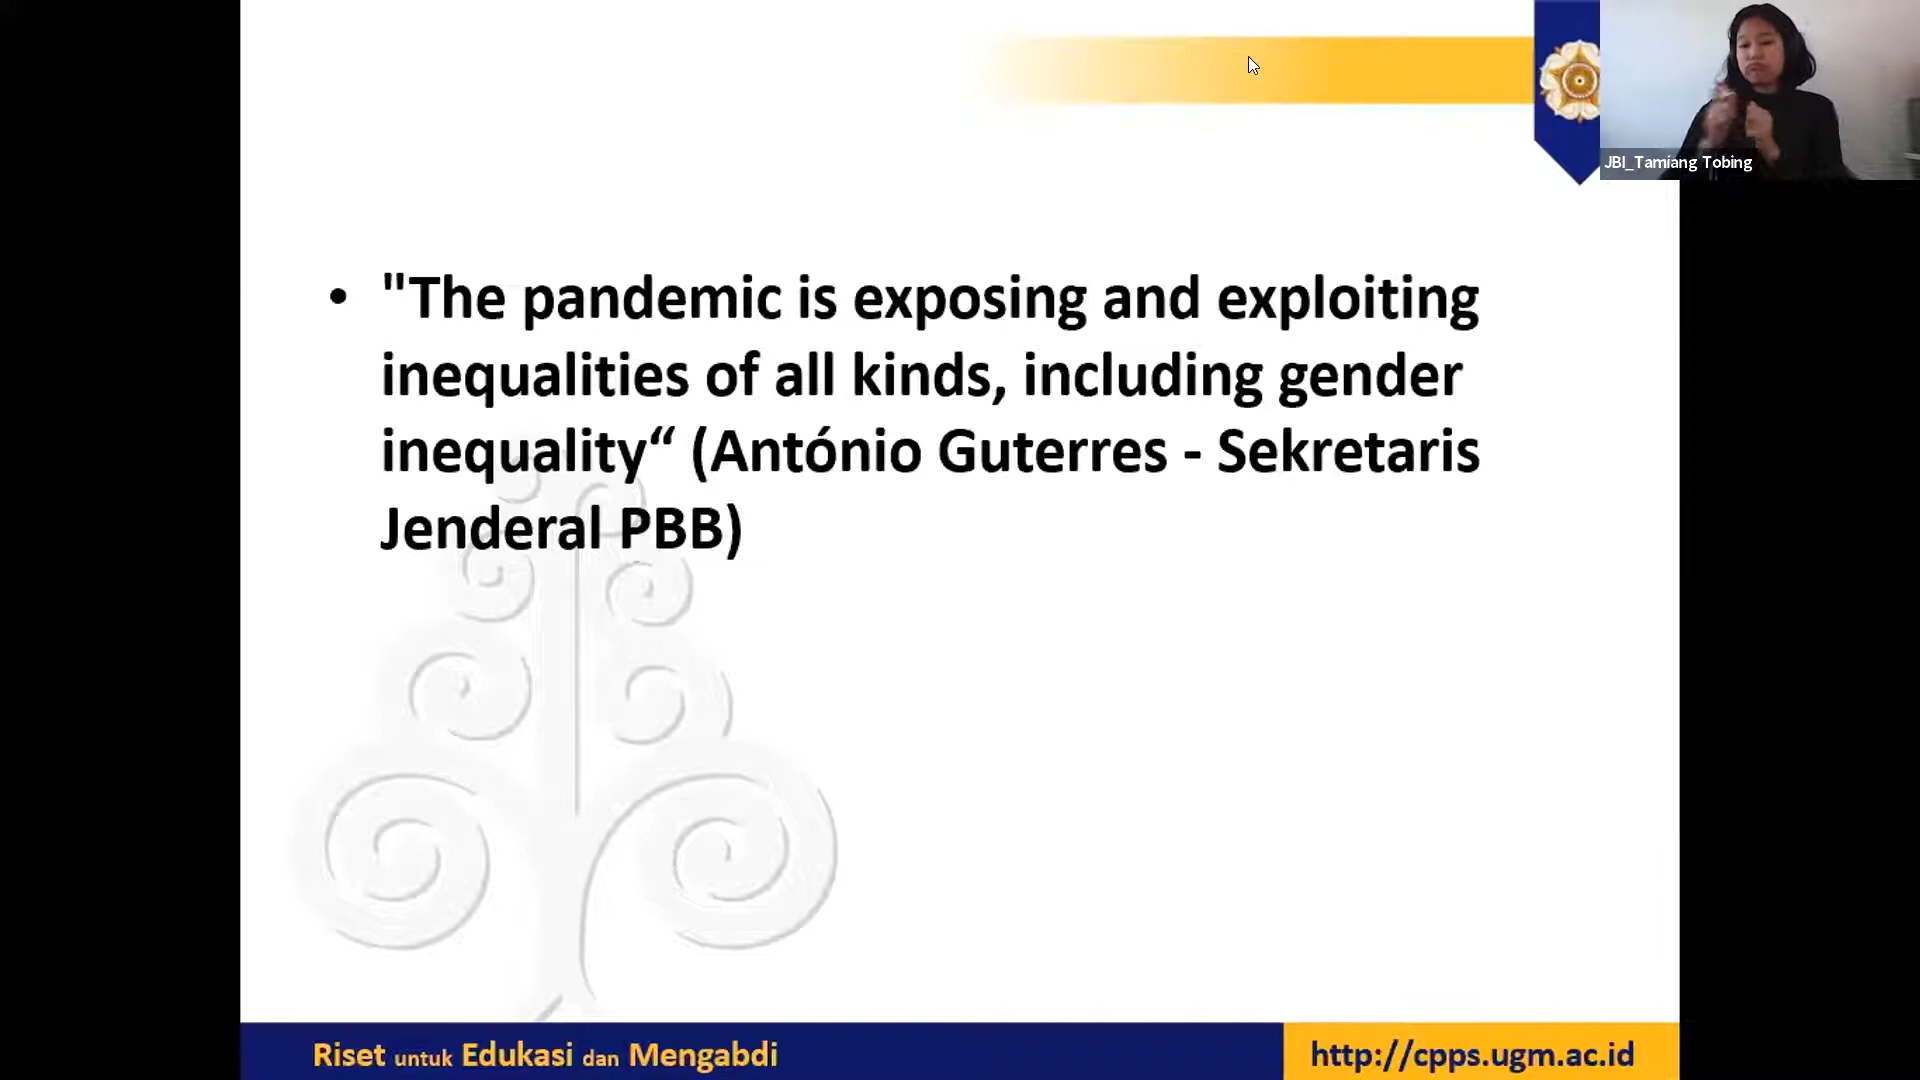 JBI_Tamiang Tobing
• "The pandemic is exposing and exploiting
inequalities of all kinds, including gender
inequality“ (António Guterres - Sekretaris
Jenderal PBB)
Riset untuk Edukasi dan Mengabdi
http://cpps.ugm.ac.id